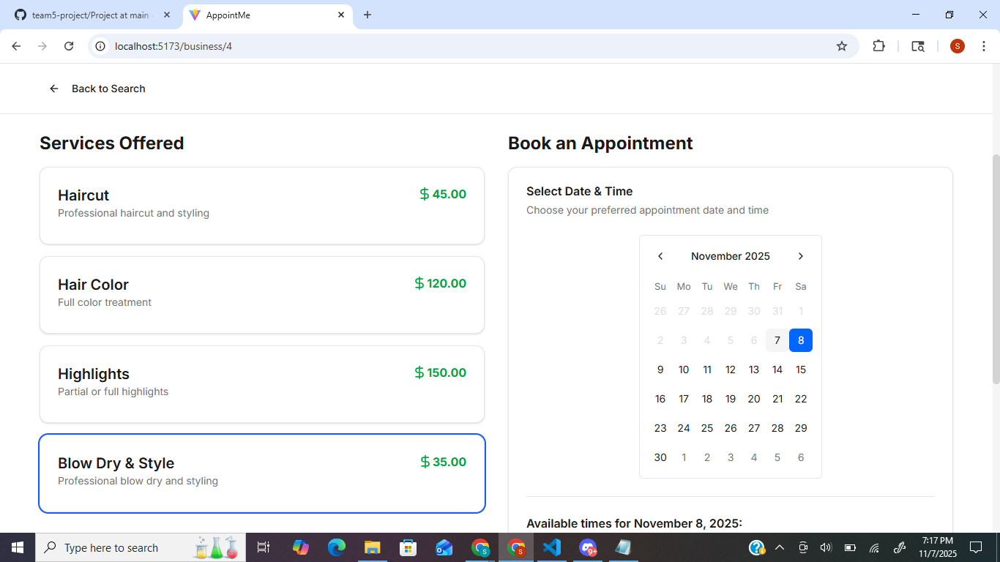 team5-project/Project at main
AppointMe
localhost:5173/business/4
S
Back to Search
Services Offered
Haircut
$45.00
Professional haircut and styling
Hair Color
$120.00
Full color treatment
Highlights
$150.00
Partial or full highlights
Blow Dry & Style
$35.00
Professional blow dry and styling
Book an Appointment
Select Date & Time
Choose your preferred appointment date and time
November 2025
Su Mo Tu We Th Fr Sa
26 27 28 29 30 31 1
2 3 4 5 6 7 8
9 10 11 12 13 14 15
16 17 18 19 20 21 22
23 24 25 26 27 28 29
30 1 2 3 4 5 6
Available times for November 8, 2025:
Type here to search
S
S
9+
7:17 PM
11/7/2025